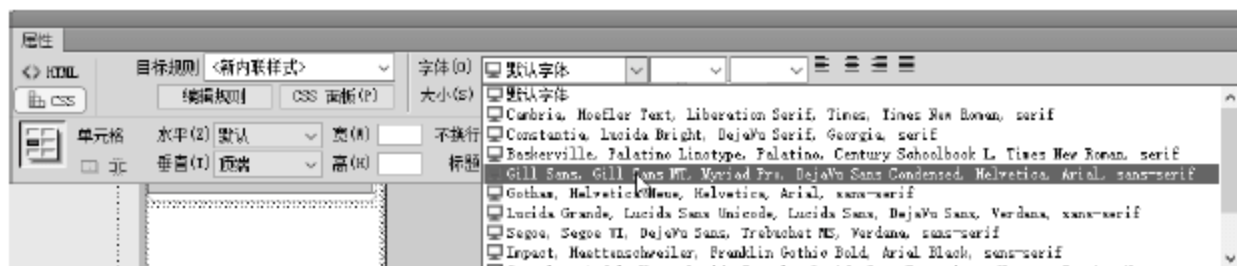 属性
<> HTML 目标规则 <新内联样式> 字体(O) 默认字体
CSS 编辑规则 CSS 面板(P) 大小(S) 默认字体
Cambria, Hoefler Text, Liberation Serif, Times, Times New Roman, serif
单元格 水平(Z) 默认 宽(W) 不换行 Constantia, Lucida Bright, DejaVu Serif, Georgia, serif
Baskerville, Palatino Linotype, Palatino, Century Schoolbook L, Times New Roman, serif
垂直(T) 顶端 高(H) 标题 Gill Sans, Gill Sans MT, Myriad Pro, DejaVu Sans Condensed, Helvetica, Arial, sans-serif
Gotham, Helvetica Neue, Helvetica, Arial, sans-serif
Lucida Grande, Lucida Sans Unicode, Lucida Sans, DejaVu Sans, Verdana, sans-serif
Segoe, Segoe UI, DejaVu Sans, Trebuchet MS, Verdana, sans-serif
Impact, Haettenschweiler, Franklin Gothic Bold, Arial Black, sans-serif